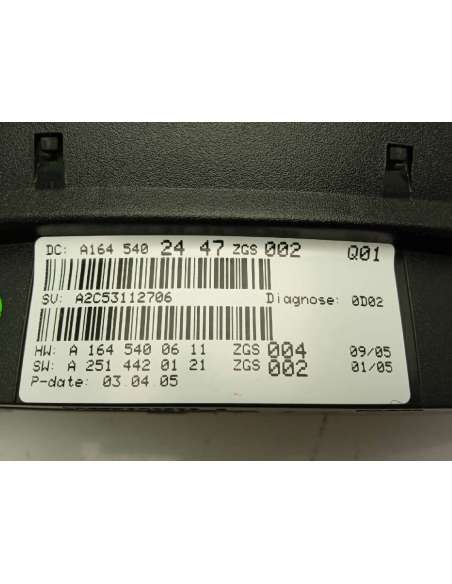 DC: A164 540 24 47 ZGS 002 Q01
SV: A2C53112706 Diagnose: 0D02
HW: A 164 540 06 11 ZGS 004 09/05
SW: A 251 442 01 21 ZGS 002 01/05
P-date: 03.04.05